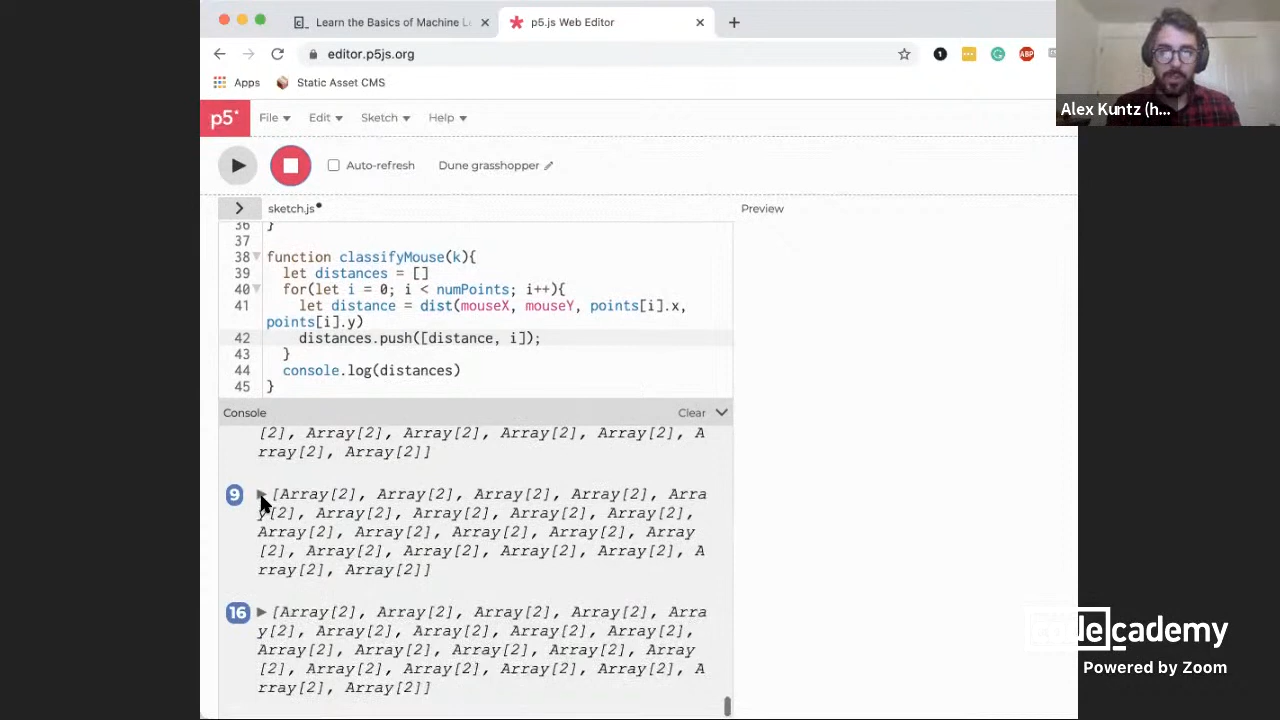 Learn the Basics of Machine Le
p5.js Web Editor
editor.p5js.org
1
ABP
Apps
Static Asset CMS
Alex Kuntz (h...
p5*
File
Edit
Sketch
Help
Auto-refresh
Dune grasshopper
sketch.js
Preview
36 }
37
38 function classifyMouse(k){
39 let distances = []
40 for(let i = 0; i < numPoints; i++){
41 let distance = dist(mouseX, mouseY, points[i].x,
points[i].y)
42 distances.push([distance, i]);
43 }
44 console.log(distances)
45 }
Console
Clear
[2], Array[2], Array[2], Array[2], Array[2], A
rray[2], Array[2]]
9 [Array[2], Array[2], Array[2], Array[2], Arra
y[2], Array[2], Array[2], Array[2], Array[2],
Array[2], Array[2], Array[2], Array[2], Array
[2], Array[2], Array[2], Array[2], Array[2], A
rray[2], Array[2]]
16 [Array[2], Array[2], Array[2], Array[2], Arra
y[2], Array[2], Array[2], Array[2], Array[2],
Array[2], Array[2], Array[2], Array[2], Array
[2], Array[2], Array[2], Array[2], Array[2], A
rray[2], Array[2]]
codecademy
Powered by Zoom